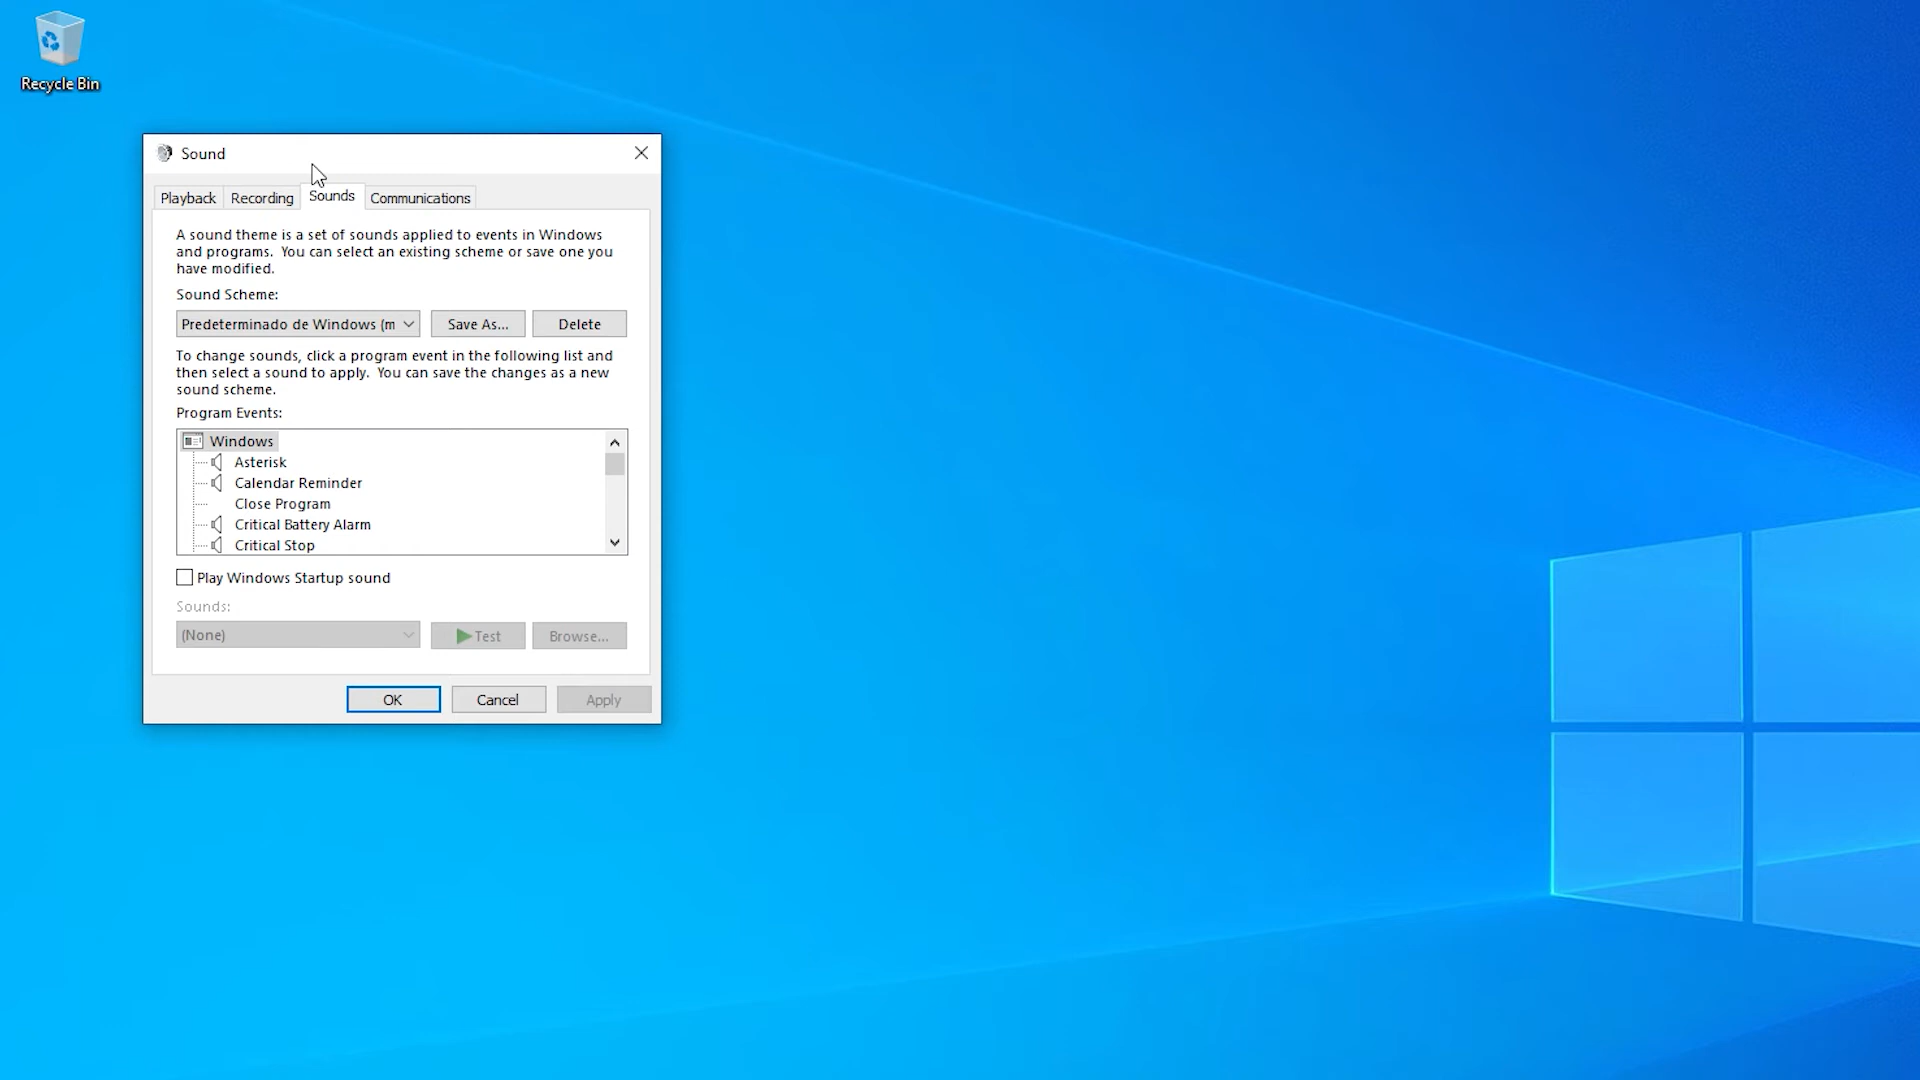 Recycle Bin
Sound
Playback Recording Sounds Communications
A sound theme is a set of sounds applied to events in Windows
and programs. You can select an existing scheme or save one you
have modified.
Sound Scheme:
Predeterminado de Windows (m Save As... Delete
To change sounds, click a program event in the following list and
then select a sound to apply. You can save the changes as a new
sound scheme.
Program Events:
Windows
Asterisk
Calendar Reminder
Close Program
Critical Battery Alarm
Critical Stop
Play Windows Startup sound
Sounds:
(None) Test Browse...
OK Cancel Apply